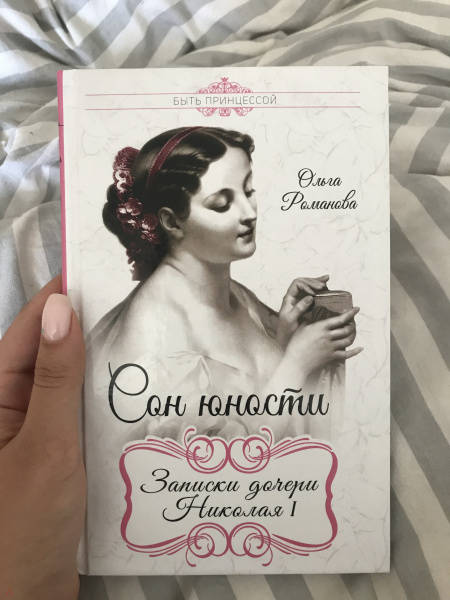 БЫТЬ ПРИНЦЕССОЙ
Ольга
Романова
Сон юности
Записки дочери
Николая I